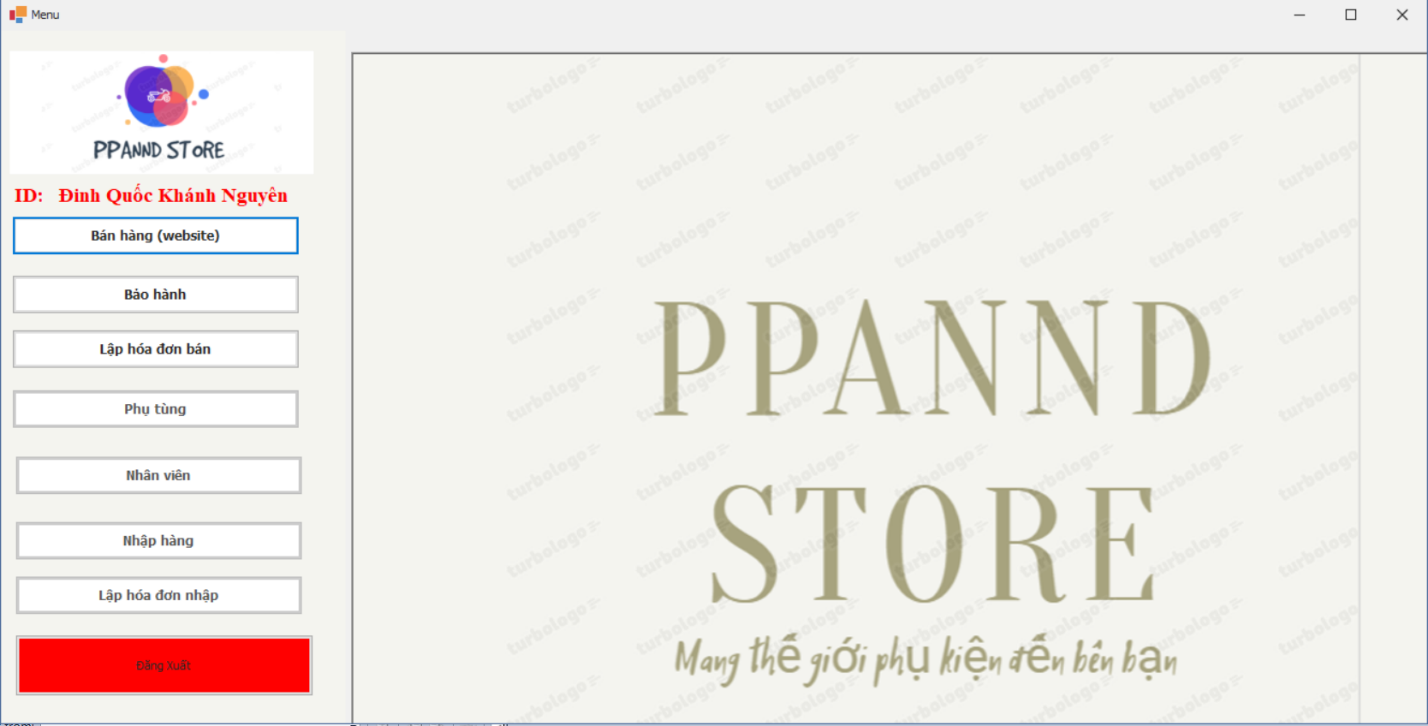 Menu
PPANND STORE
ID: Đinh Quốc Khánh Nguyên
Bán hàng (website)
Bảo hành
Lập hóa đơn bán
Phụ tùng
Nhân viên
Nhập hàng
Lập hóa đơn nhập
Đăng Xuất
turbologo
PPANND
STORE
Mang thế giới phụ kiện đến bên bạn